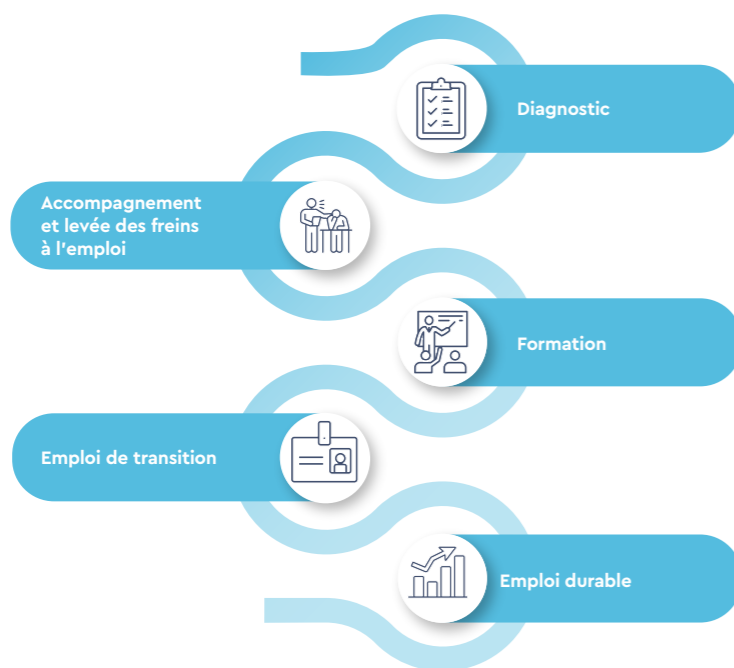 Diagnostic
Accompagnement
et levée des freins
à l'emploi
Formation
Emploi de transition
Emploi durable